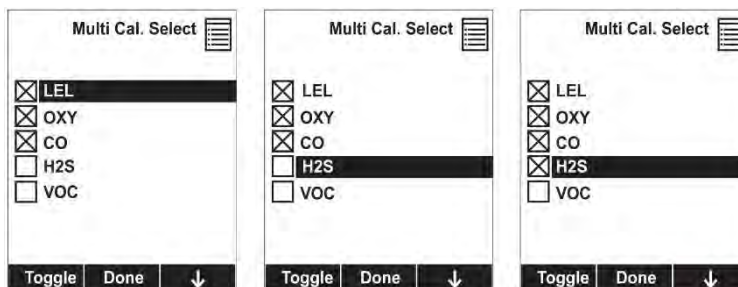 Multi Cal. Select
LEL
OXY
CO
H2S
VOC
Toggle Done ↓
Multi Cal. Select
LEL
OXY
CO
H2S
VOC
Toggle Done ↓
Multi Cal. Select
LEL
OXY
CO
H2S
VOC
Toggle Done ↓